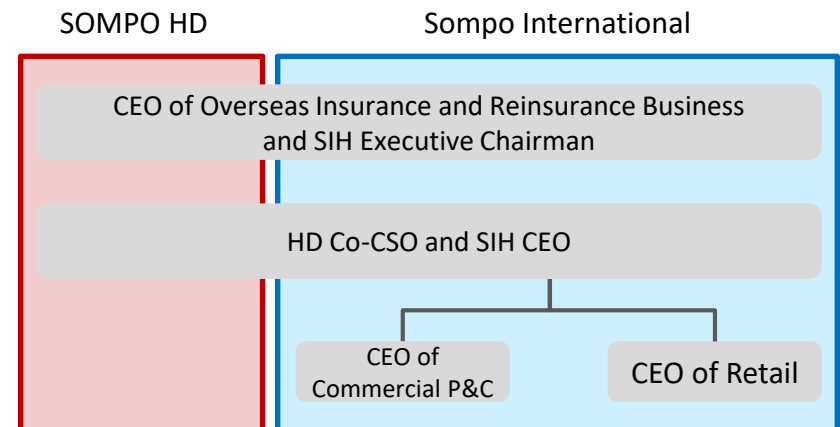 SOMPO HD
Sompo International
CEO of Overseas Insurance and Reinsurance Business
and SIH Executive Chairman
HD Co-CSO and SIH CEO
CEO of
Commercial P&C
CEO of Retail